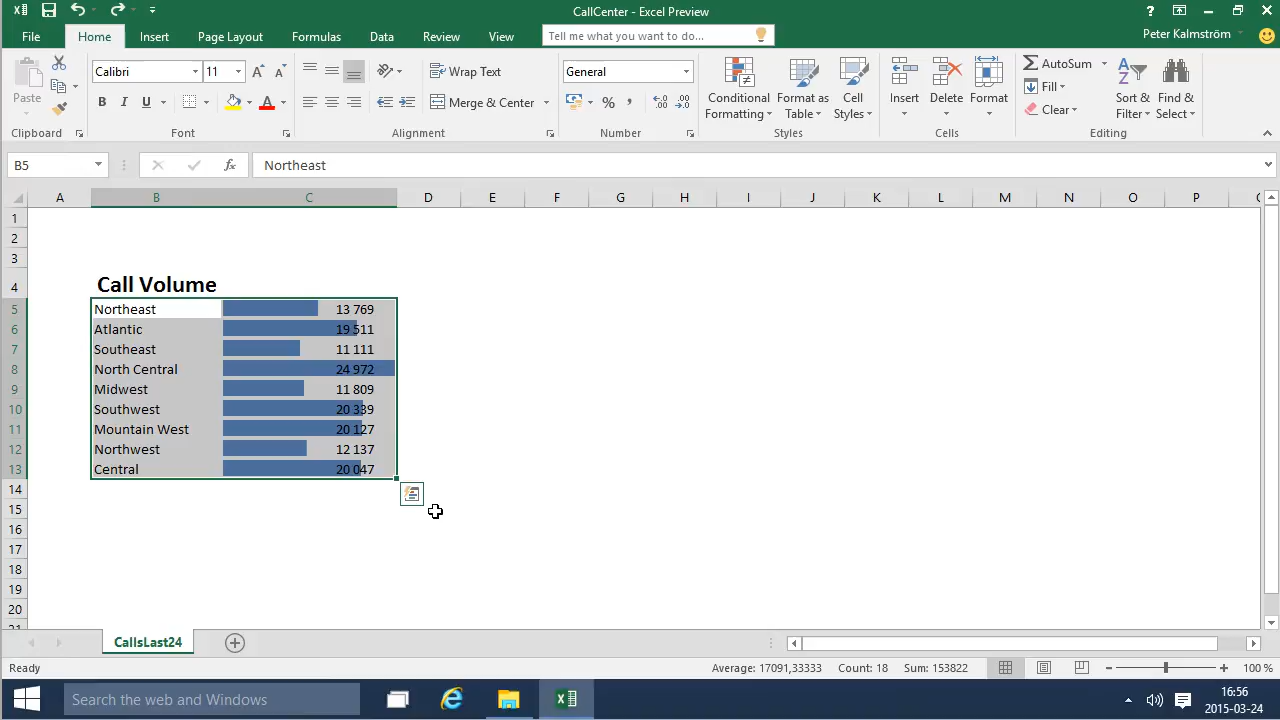 CallCenter - Excel Preview
File Home Insert Page Layout Formulas Data Review View Tell me what you want to do... Peter Kalmström
Paste
Clipboard
Calibri 11
B I U A
Font
Wrap Text
Merge & Center
Alignment
General
%
Number
Conditional Formatting
Format as Table
Cell Styles
Styles
Insert Delete Format
Cells
AutoSum
Fill
Clear
Sort & Filter
Find & Select
Editing
B5 fx Northeast
A B C D E F G H I J K L M N O P
1
2
3
4 Call Volume
5 Northeast 13 769
6 Atlantic 19 511
7 Southeast 11 111
8 North Central 24 972
9 Midwest 11 809
10 Southwest 20 339
11 Mountain West 20 127
12 Northwest 12 137
13 Central 20 047
14
15
16
17
18
19
20
CallsLast24
Ready Average: 17091,33333 Count: 18 Sum: 153822 100 %
Search the web and Windows 16:56
2015-03-24